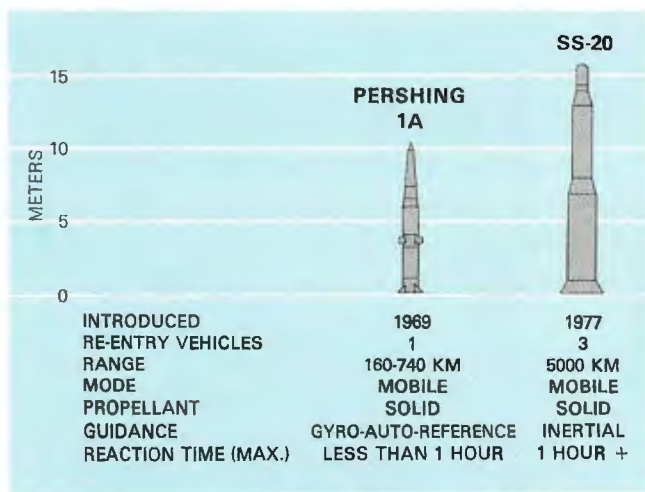 SS-20
15
PERSHING
1A
10
METERS
5
0
INTRODUCED 1969 1977
RE-ENTRY VEHICLES 1 3
RANGE 160-740 KM 5000 KM
MODE MOBILE MOBILE
PROPELLANT SOLID SOLID
GUIDANCE GYRO-AUTO-REFERENCE INERTIAL
REACTION TIME (MAX.) LESS THAN 1 HOUR 1 HOUR +